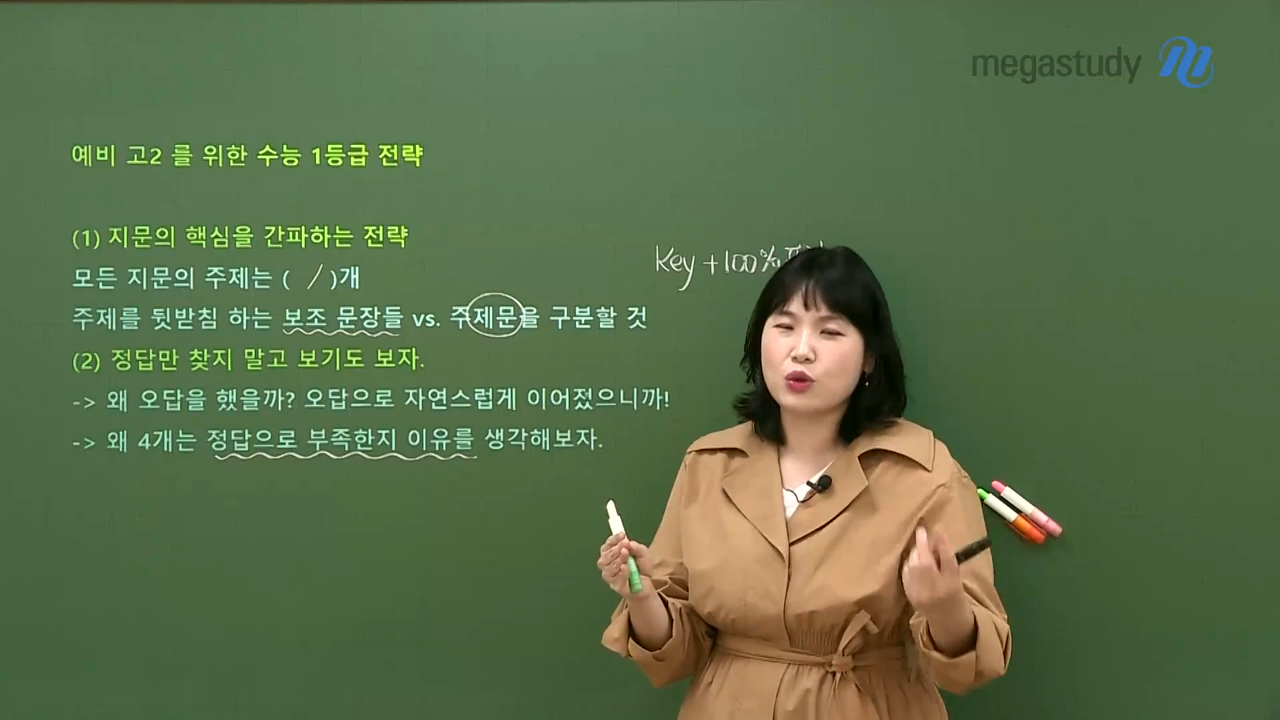 megastudy
예비 고2 를 위한 수능 1등급 전략
(1) 지문의 핵심을 간파하는 전략
Key +100%
모든 지문의 주제는 ( / )개
주제를 뒷받침 하는 보조 문장들 vs. 주제문을 구분할 것
(2) 정답만 찾지 말고 보기도 보자.
-> 왜 오답을 했을까? 오답으로 자연스럽게 이어졌으니까!
-> 왜 4개는 정답으로 부족한지 이유를 생각해보자.